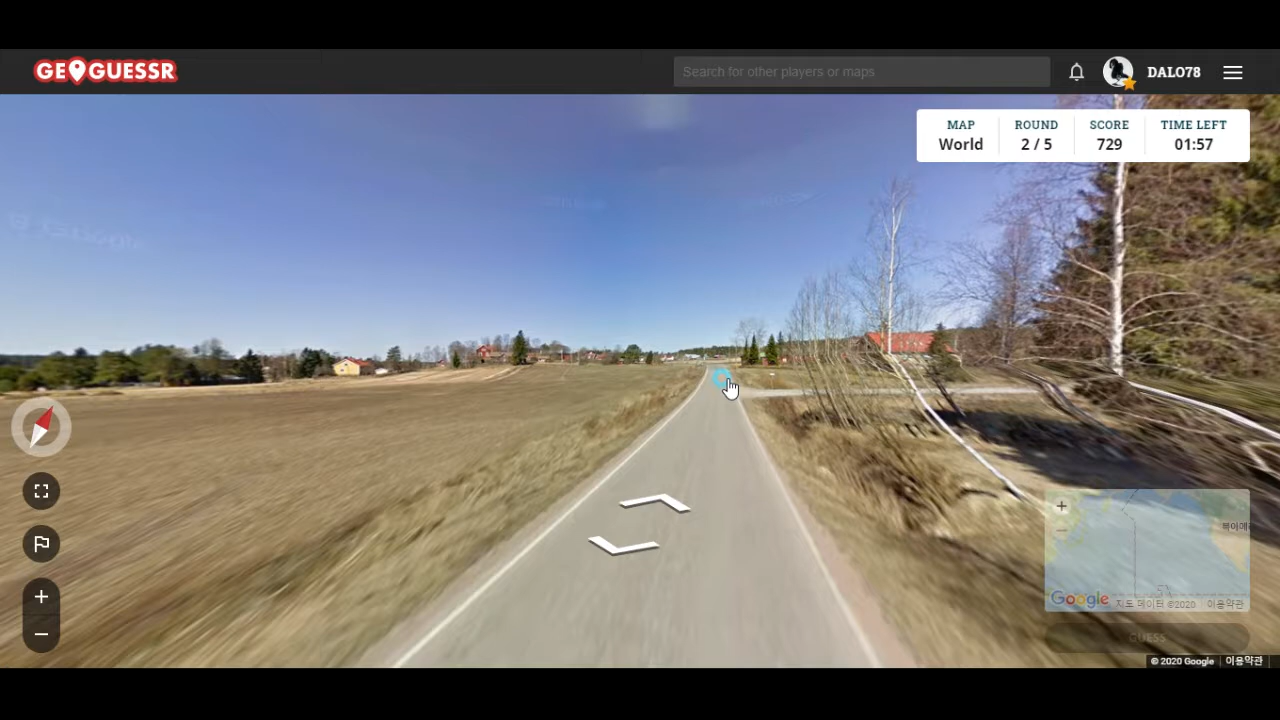 GEOGUESSR
Search for other players or maps
DALO78
MAP
World
ROUND
2 / 5
SCORE
729
TIME LEFT
01:57
Google
지도 데이터 ©2020 이용약관
GUESS
© 2020 Google 이용약관